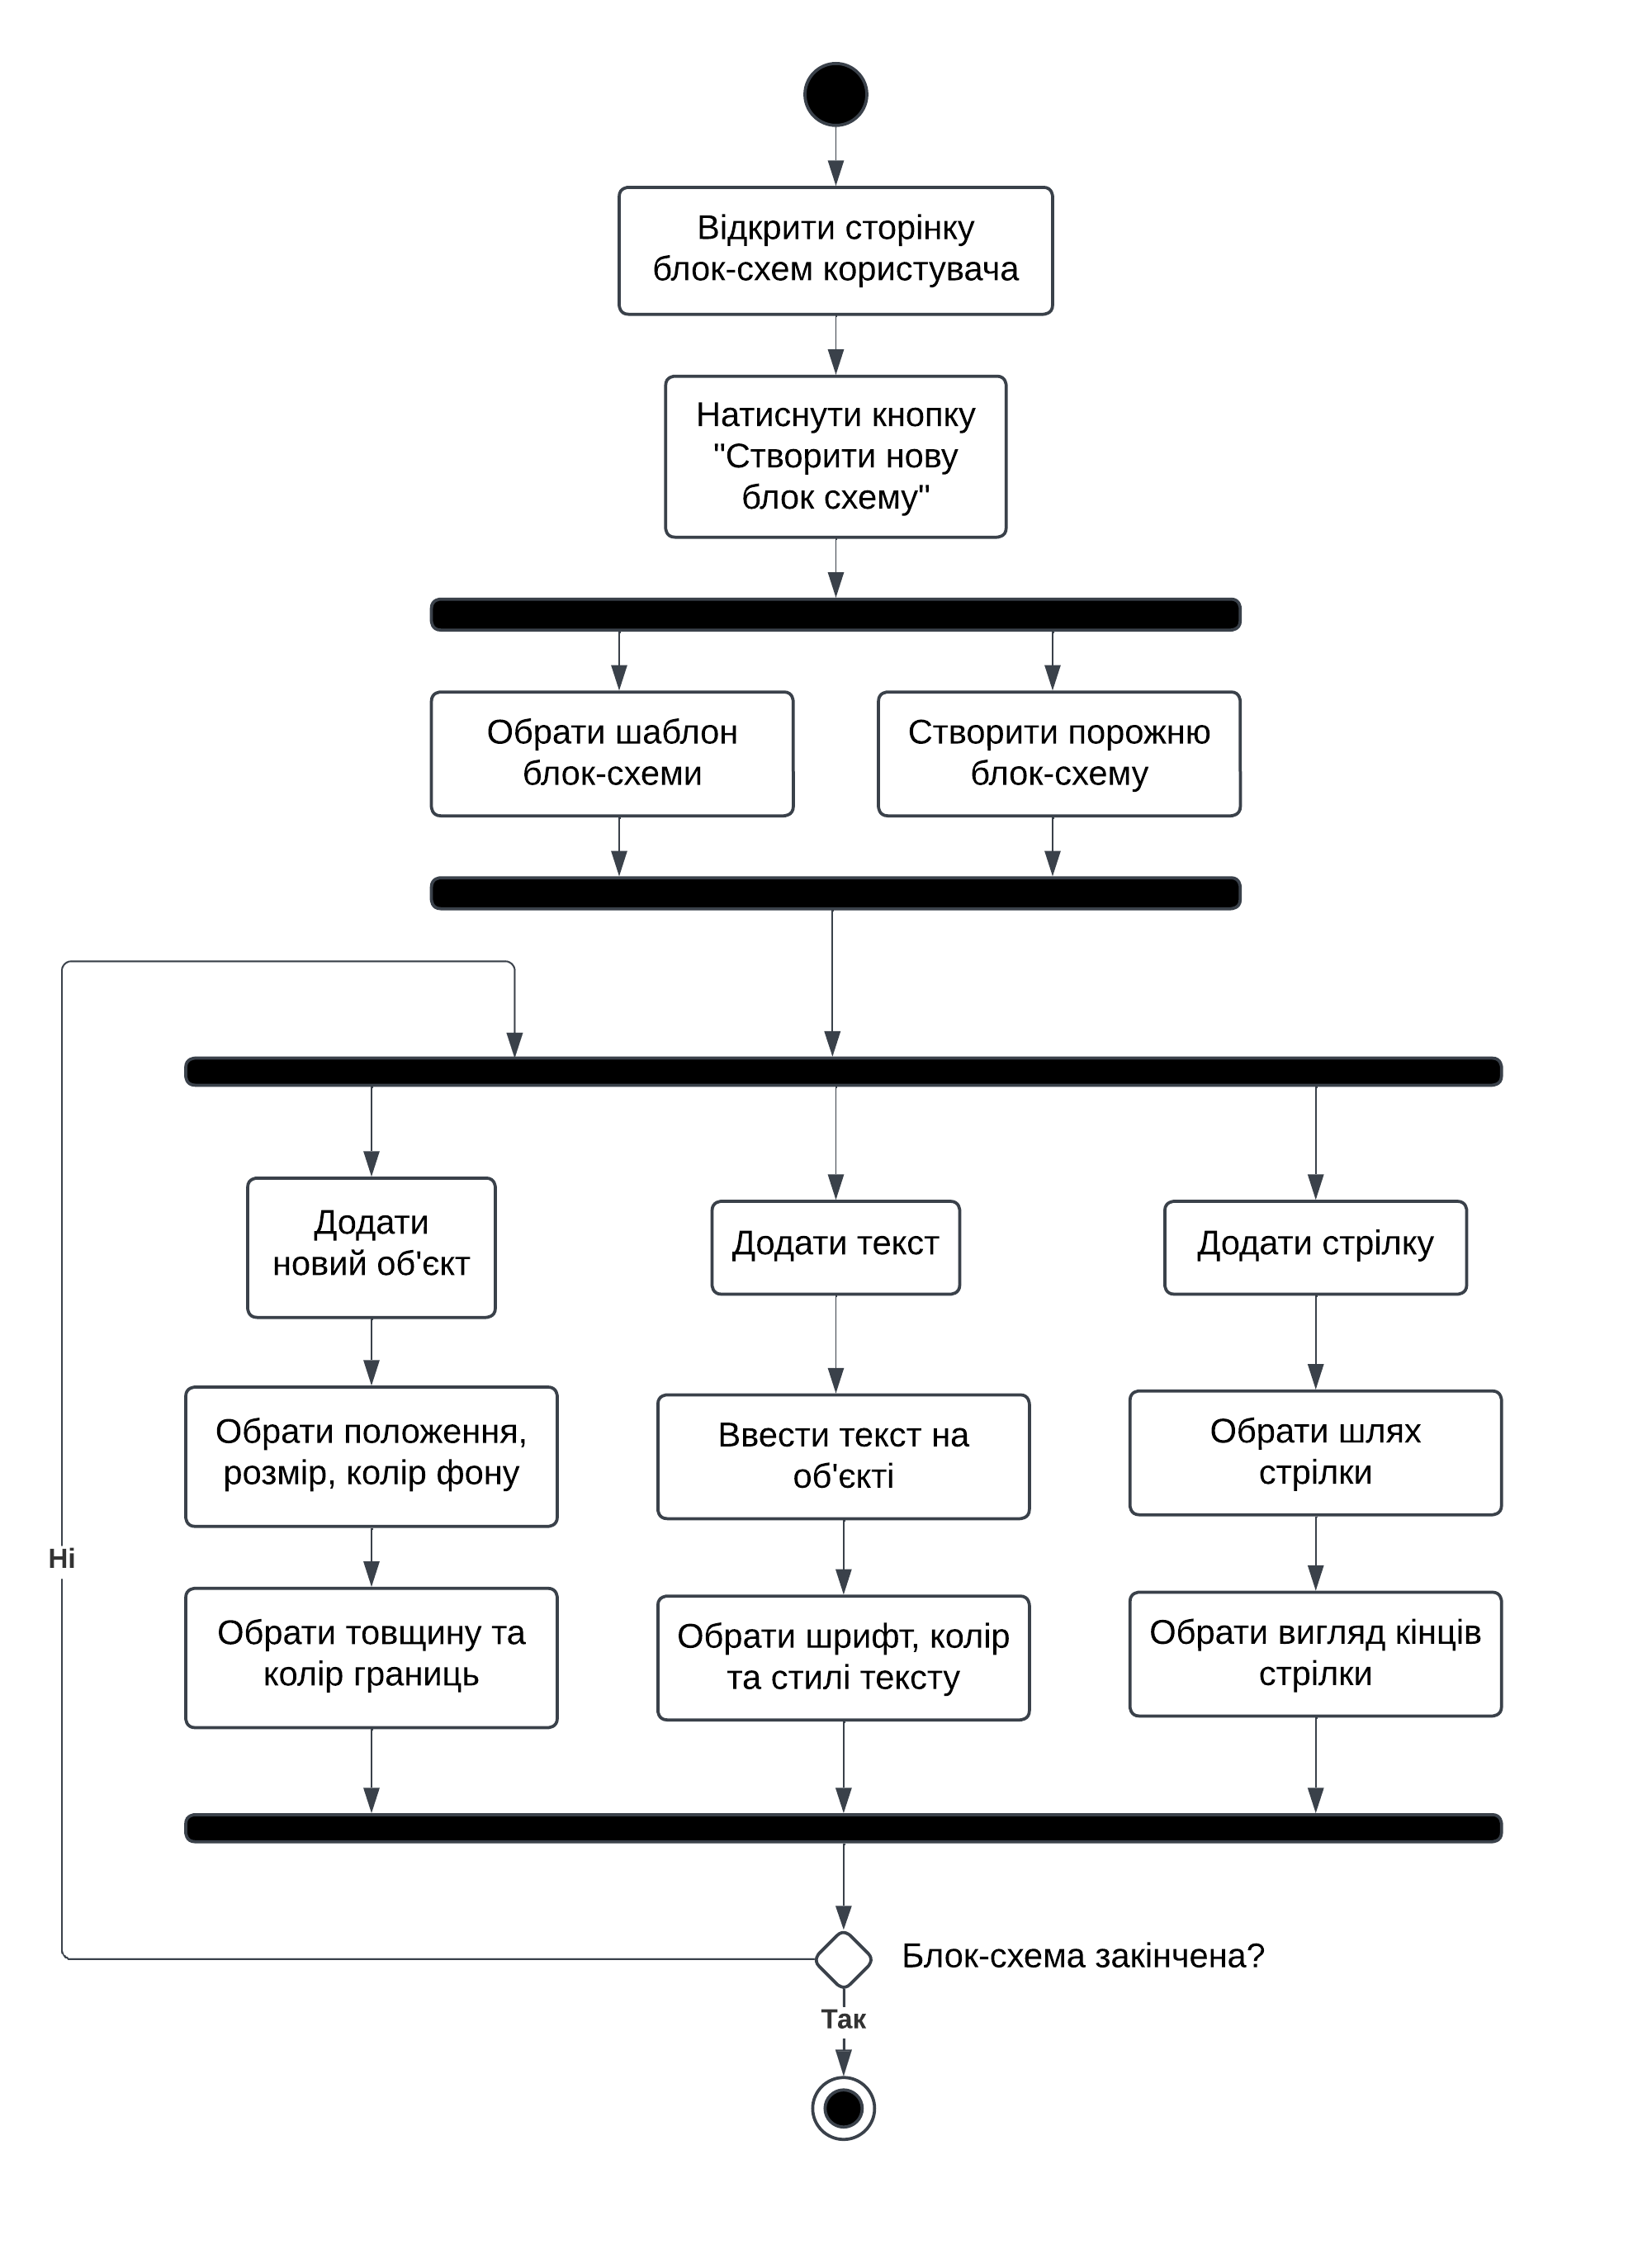 Відкрити сторінку
блок-схем користувача
Натиснути кнопку
"Створити нову
блок схему"
Обрати шаблон
блок-схеми
Створити порожню
блок-схему
Додати
новий об'єкт
Додати текст
Додати стрілку
Обрати положення,
розмір, колір фону
Ввести текст на
об'єкті
Обрати шлях
стрілки
Ні
Обрати товщину та
колір границь
Обрати шрифт, колір
та стилі тексту
Обрати вигляд кінців
стрілки
Блок-схема закінчена?
Так